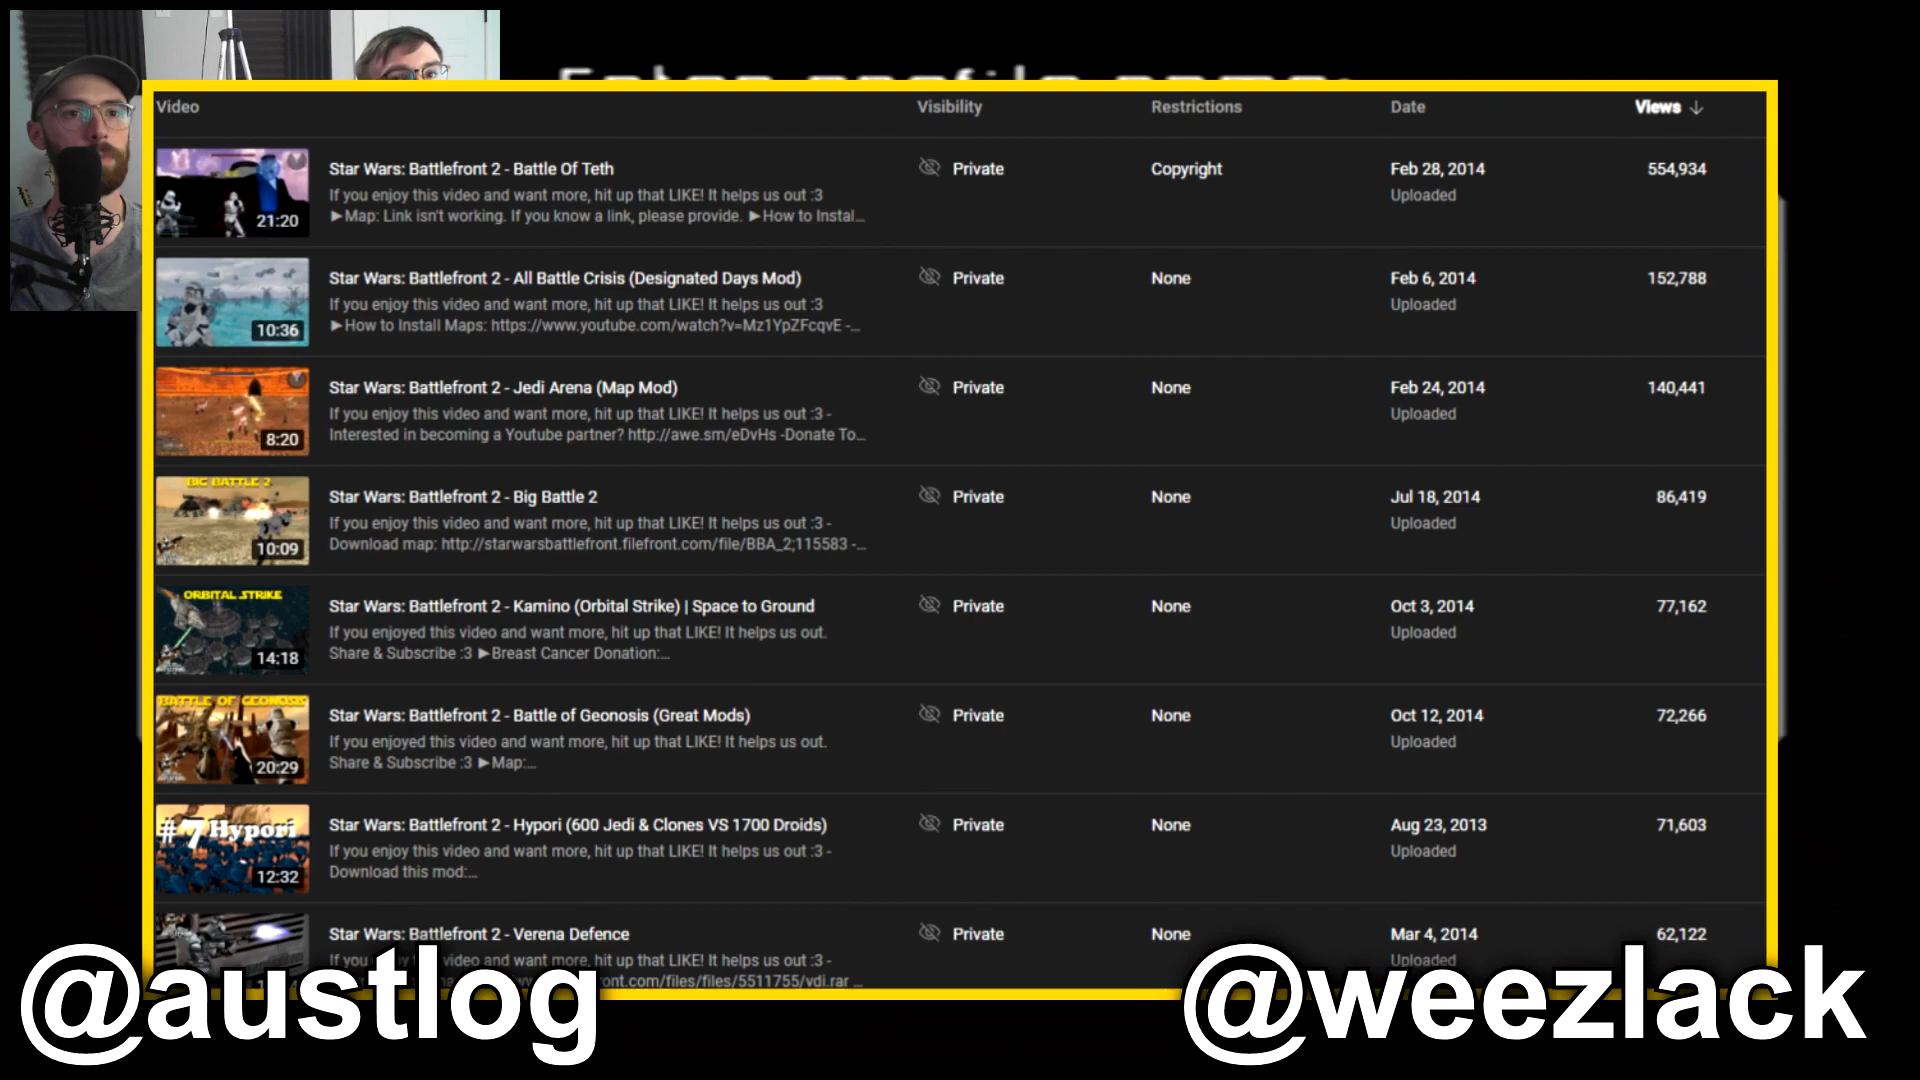 Enter profile name:
Video Visibility Restrictions Date Views
Star Wars: Battlefront 2 - Battle Of Teth Private Copyright Feb 28, 2014 554,934
If you enjoy this video and want more, hit up that LIKE! It helps us out :3 Uploaded
►Map: Link isn't working. If you know a link, please provide. ►How to Instal...
21:20
Star Wars: Battlefront 2 - All Battle Crisis (Designated Days Mod) Private None Feb 6, 2014 152,788
If you enjoy this video and want more, hit up that LIKE! It helps us out :3 Uploaded
►How to Install Maps: https://www.youtube.com/watch?v=Mz1YpZFcqvE -...
10:36
Star Wars: Battlefront 2 - Jedi Arena (Map Mod) Private None Feb 24, 2014 140,441
If you enjoy this video and want more, hit up that LIKE! It helps us out :3 - Uploaded
Interested in becoming a Youtube partner? http://awe.sm/eDvHs -Donate To...
8:20
BIG BATTLE 2
Star Wars: Battlefront 2 - Big Battle 2 Private None Jul 18, 2014 86,419
If you enjoy this video and want more, hit up that LIKE! It helps us out :3 - Uploaded
Download map: http://starwarsbattlefront.filefront.com/file/BBA_2;115583 -...
10:09
ORBITAL STRIKE
Star Wars: Battlefront 2 - Kamino (Orbital Strike) | Space to Ground Private None Oct 3, 2014 77,162
If you enjoyed this video and want more, hit up that LIKE! It helps us out. Uploaded
Share & Subscribe :3 ►Breast Cancer Donation:...
14:18
BATTLE OF GEONOSIS
Star Wars: Battlefront 2 - Battle of Geonosis (Great Mods) Private None Oct 12, 2014 72,266
If you enjoyed this video and want more, hit up that LIKE! It helps us out. Uploaded
Share & Subscribe :3 ►Map:...
20:29
#7 Hypori
Star Wars: Battlefront 2 - Hypori (600 Jedi & Clones VS 1700 Droids) Private None Aug 23, 2013 71,603
If you enjoy this video and want more, hit up that LIKE! It helps us out :3 - Uploaded
Download this mod:...
12:32
Star Wars: Battlefront 2 - Verena Defence Private None Mar 4, 2014 62,122
If you video and want more, hit up that LIKE! It helps us out :3 - Uploaded
front.com/files/files/5511755/vdi.rar ...
@austlog @weezlack